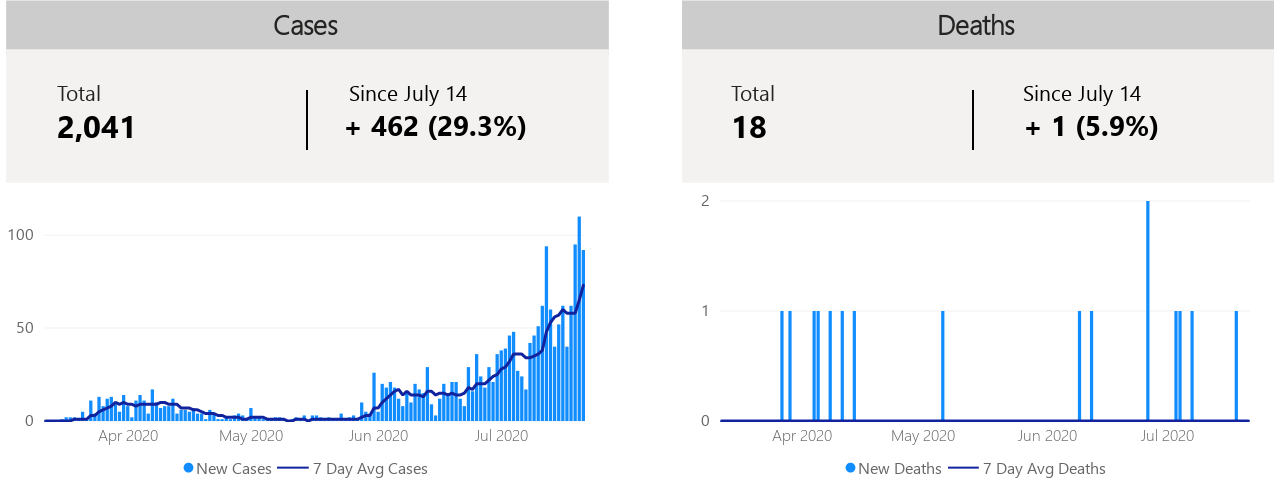 Cases
Total
2,041
Since July 14
+ 462 (29.3%)
100
50
0
Apr 2020 May 2020 Jun 2020 Jul 2020
New Cases 7 Day Avg Cases
Deaths
Total
18
Since July 14
+ 1 (5.9%)
2
1
0
Apr 2020 May 2020 Jun 2020 Jul 2020
New Deaths 7 Day Avg Deaths